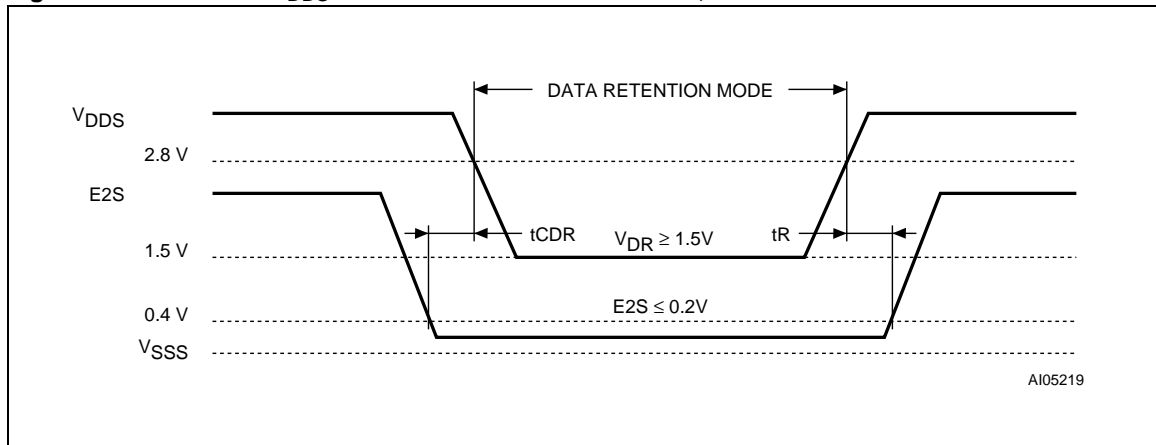 DDS
DATA RETENTION MODE
VDDS
2.8 V
E2S
tCDR
VDR ≥ 1.5V
tR
1.5 V
E2S ≤ 0.2V
0.4 V
VSSS
AI05219